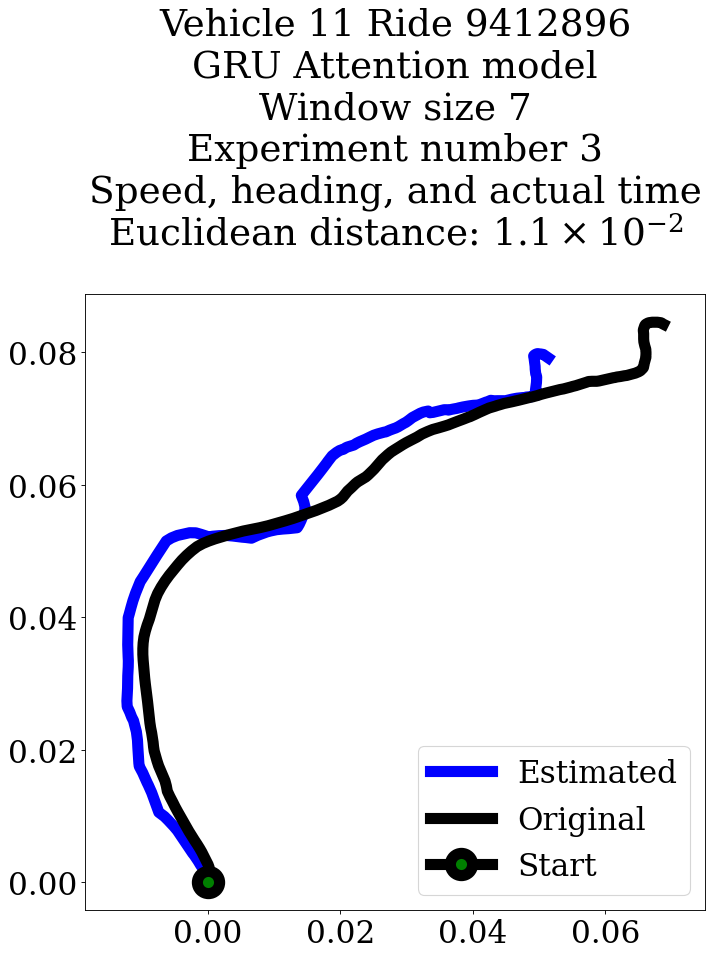 Vehicle 11 Ride 9412896
GRU Attention model
Window size 7
Experiment number 3
Speed, heading, and actual time
Euclidean distance: 1.1 × 10⁻²
0.08
0.06
0.04
0.02
0.00
Estimated
Original
Start
0.00 0.02 0.04 0.06